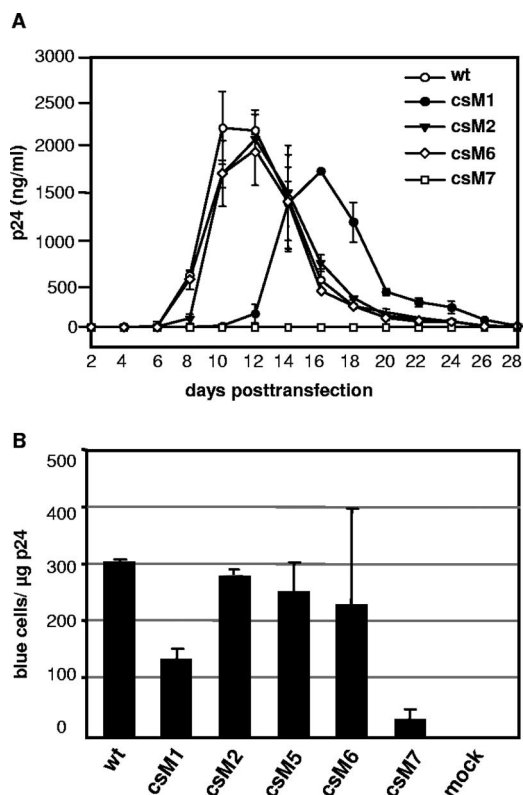 A
3000
2500
2000
1500
1000
500
0
p24 (ng/ml)
wt
csM1
csM2
csM6
csM7
2 4 6 8 10 12 14 16 18 20 22 24 26 28
days posttransfection
B
500
400
300
200
100
0
blue cells/ µg p24
wt csM1 csM2 csM5 csM6 csM7 mock